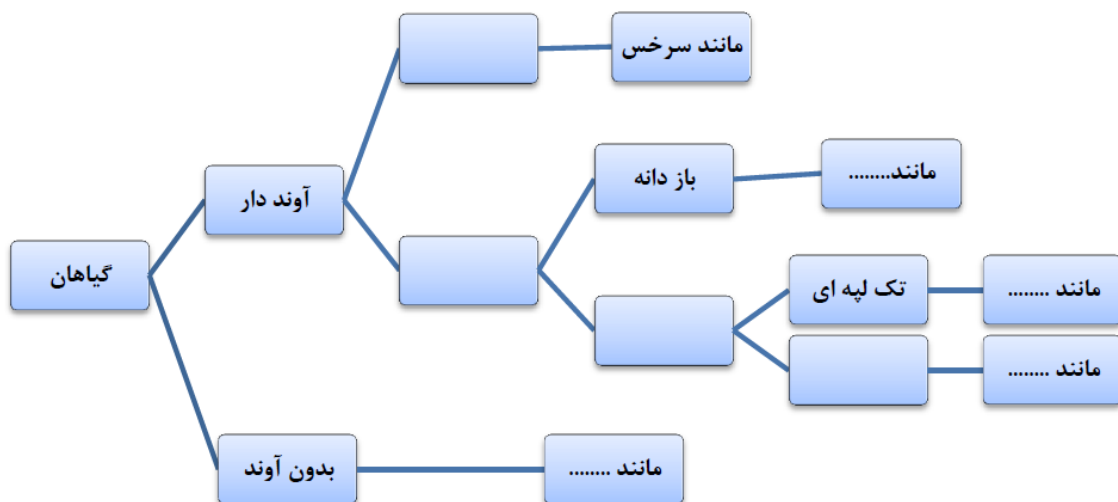 مانند سرخس
باز دانه
مانند........
آوند دار
گیاهان
تک لپه ای
مانند ........
مانند ........
بدون آوند
مانند ........